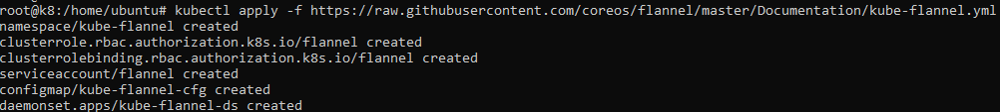 root@k8:/home/ubuntu# kubectl apply -f https://raw.githubusercontent.com/coreos/flannel/master/Documentation/kube-flannel.yml
namespace/kube-flannel created
clusterrole.rbac.authorization.k8s.io/flannel created
clusterrolebinding.rbac.authorization.k8s.io/flannel created
serviceaccount/flannel created
configmap/kube-flannel-cfg created
daemonset.apps/kube-flannel-ds created